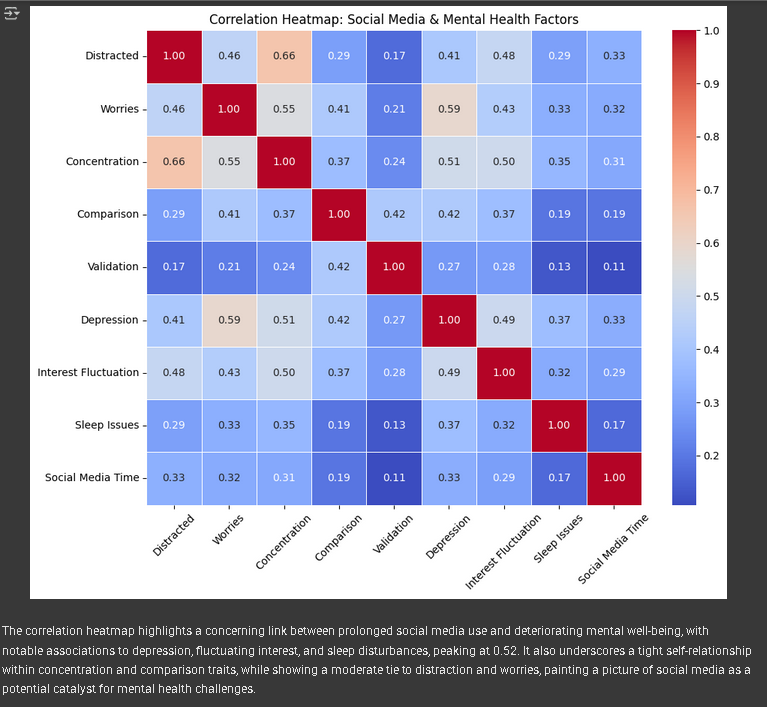 Correlation Heatmap: Social Media & Mental Health Factors
Distracted 1.00 0.46 0.66 0.29 0.17 0.41 0.48 0.29 0.33
Worries 0.46 1.00 0.55 0.41 0.21 0.59 0.43 0.33 0.32
Concentration 0.66 0.55 1.00 0.37 0.24 0.51 0.50 0.35 0.31
Comparison 0.29 0.41 0.37 1.00 0.42 0.42 0.37 0.19 0.19
Validation 0.17 0.21 0.24 0.42 1.00 0.27 0.28 0.13 0.11
Depression 0.41 0.59 0.51 0.42 0.27 1.00 0.49 0.37 0.33
Interest Fluctuation 0.48 0.43 0.50 0.37 0.28 0.49 1.00 0.32 0.29
Sleep Issues 0.29 0.33 0.35 0.19 0.13 0.37 0.32 1.00 0.17
Social Media Time 0.33 0.32 0.31 0.19 0.11 0.33 0.29 0.17 1.00
Distracted Worries Concentration Comparison Validation Depression Interest Fluctuation Sleep Issues Social Media Time
1.0
0.9
0.8
0.7
0.6
0.5
0.4
0.3
0.2
The correlation heatmap highlights a concerning link between prolonged social media use and deteriorating mental well-being, with
notable associations to depression, fluctuating interest, and sleep disturbances, peaking at 0.52. It also underscores a tight self-relationship
within concentration and comparison traits, while showing a moderate tie to distraction and worries, painting a picture of social media as a
potential catalyst for mental health challenges.